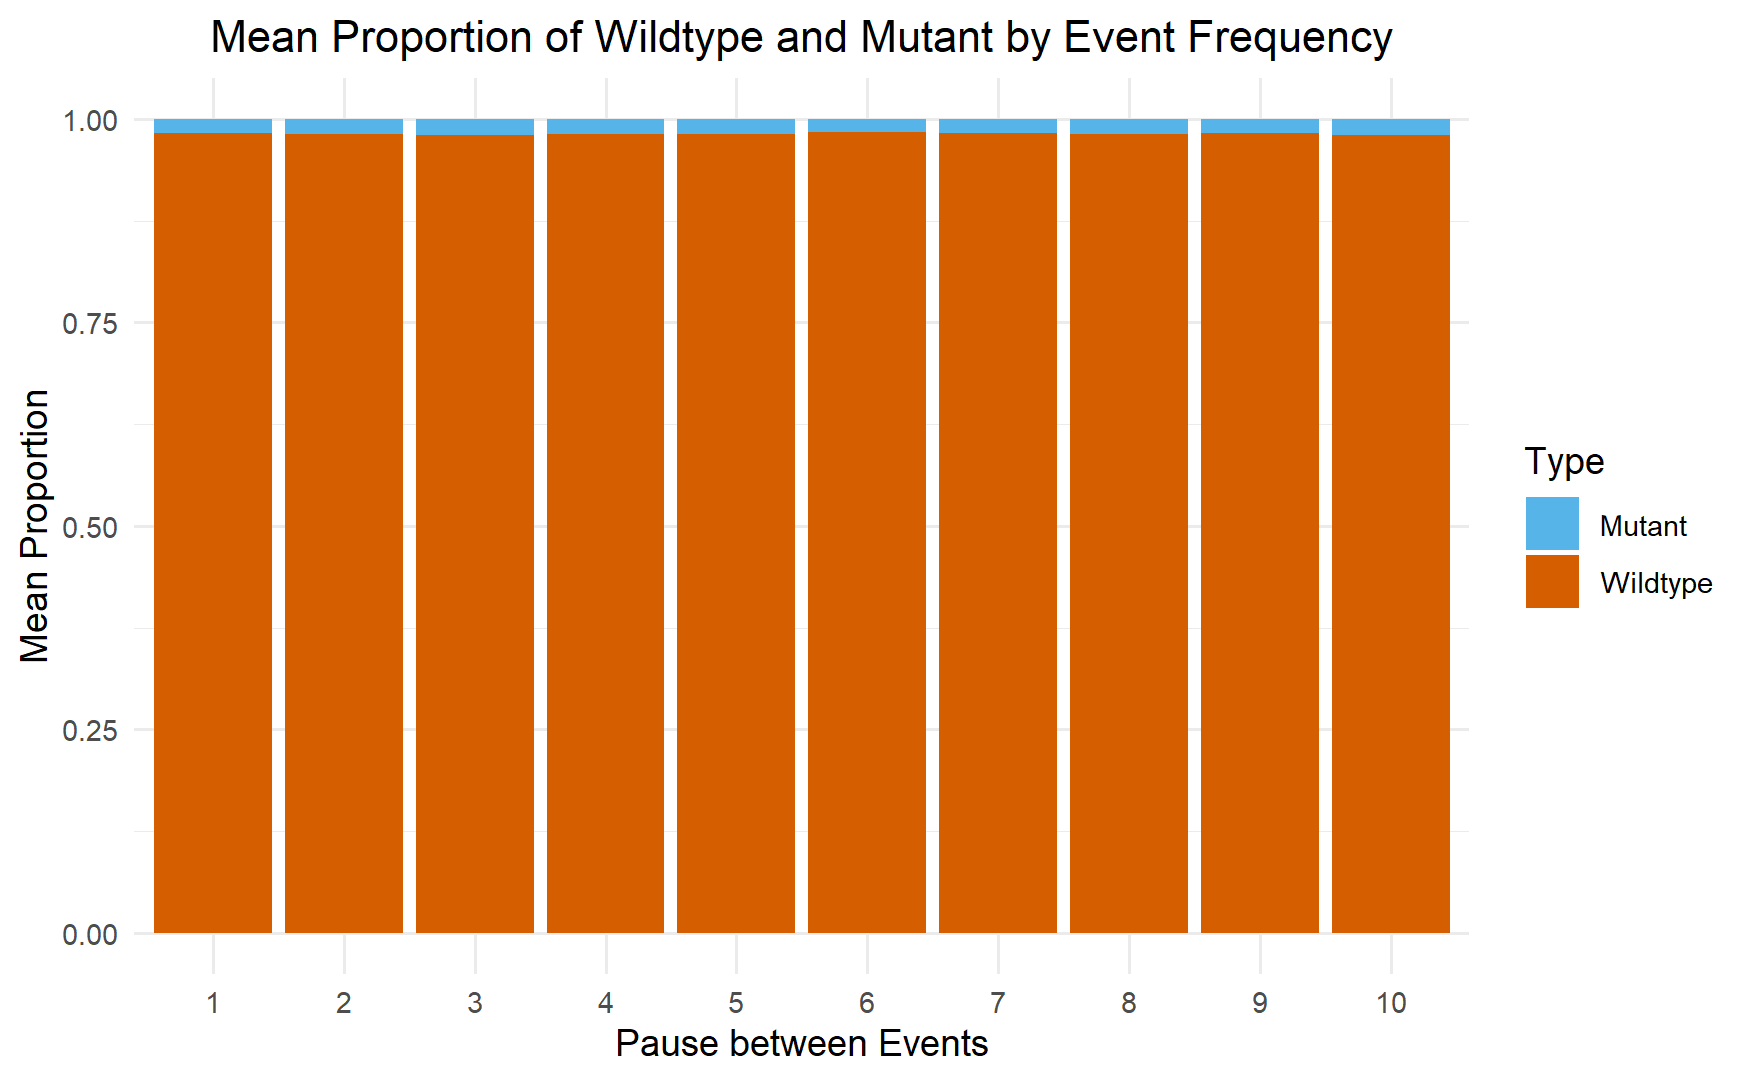 Mean Proportion of Wildtype and Mutant by Event Frequency
Mean Proportion
1.00
0.75
0.50
0.25
0.00
1 2 3 4 5 6 7 8 9 10
Pause between Events
Type
Mutant
Wildtype